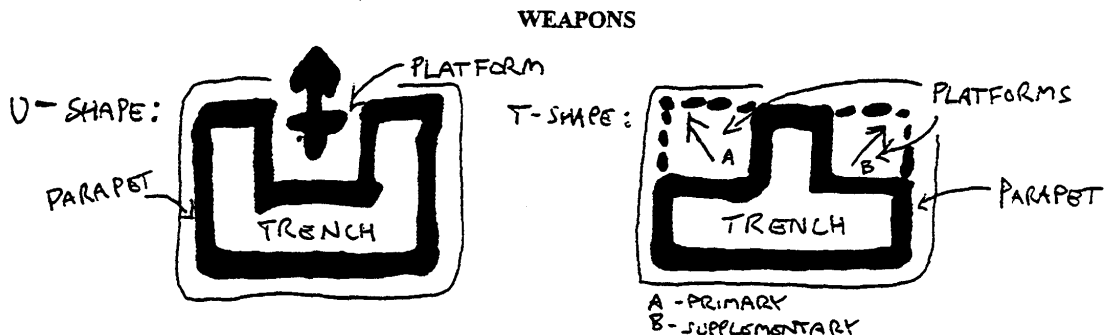 WEAPONS
U-SHAPE:
PLATFORM
PARAPET
TRENCH
T-SHAPE:
PLATFORMS
A
B
PARAPET
TRENCH
A - PRIMARY
B - SUPPLEMENTARY